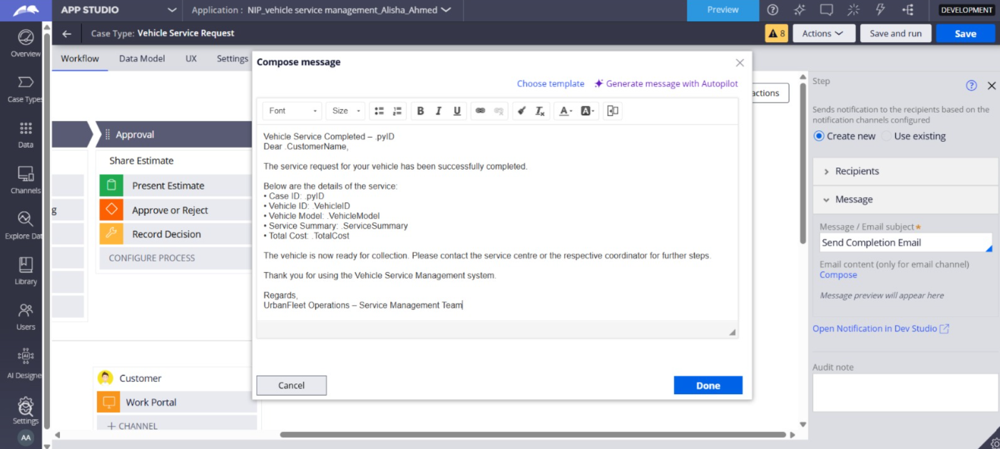 APP STUDIO
Application : NIP_vehicle service management_Alisha_Ahmed
Preview
DEVELOPMENT
Case Type: Vehicle Service Request
8
Actions
Save and run
Save
Overview
Case Types
Data
Channels
Explore Dat
Library
Users
AI Designe
Settings
AA
Workflow
Data Model
UX
Settings
actions
Approval
Share Estimate
Present Estimate
g
Approve or Reject
Record Decision
CONFIGURE PROCESS
Customer
Work Portal
+ CHANNEL
Compose message
Choose template
Generate message with Autopilot
Font
Size
B I U
Vehicle Service Completed – .pyID
Dear .CustomerName,
The service request for your vehicle has been successfully completed.
Below are the details of the service:
• Case ID: .pyID
• Vehicle ID: .VehicleID
• Vehicle Model: .VehicleModel
• Service Summary: .ServiceSummary
• Total Cost: .TotalCost
The vehicle is now ready for collection. Please contact the service centre or the respective coordinator for further steps.
Thank you for using the Vehicle Service Management system.
Regards,
UrbanFleet Operations – Service Management Team
Cancel
Done
Step
Sends notification to the recipients based on the
notification channels configured
Create new
Use existing
Recipients
Message
Message / Email subject
Send Completion Email
Email content (only for email channel)
Compose
Message preview will appear here
Open Notification in Dev Studio
Audit note